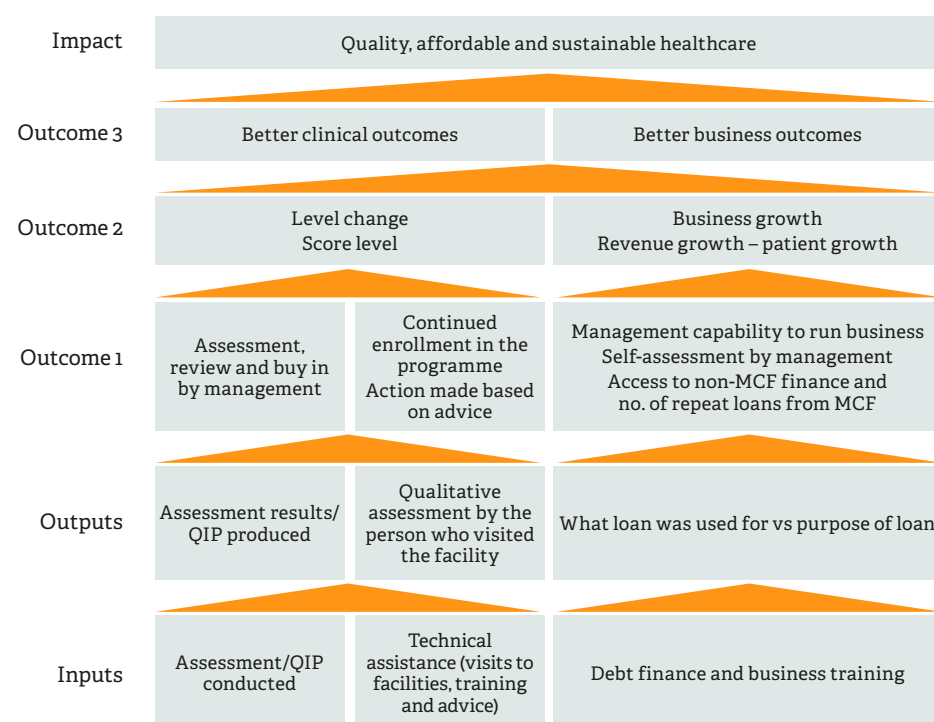 Impact
Quality, affordable and sustainable healthcare
Outcome 3
Better clinical outcomes
Better business outcomes
Outcome 2
Level change
Score level
Business growth
Revenue growth – patient growth
Outcome 1
Assessment,
review and buy in
by management
Continued
enrollment in the
programme
Action made based
on advice
Management capability to run business
Self-assessment by management
Access to non-MCF finance and
no. of repeat loans from MCF
Outputs
Assessment results/
QIP produced
Qualitative
assessment by the
person who visited
the facility
What loan was used for vs purpose of loan
Inputs
Assessment/QIP
conducted
Technical
assistance (visits to
facilities, training
and advice)
Debt finance and business training